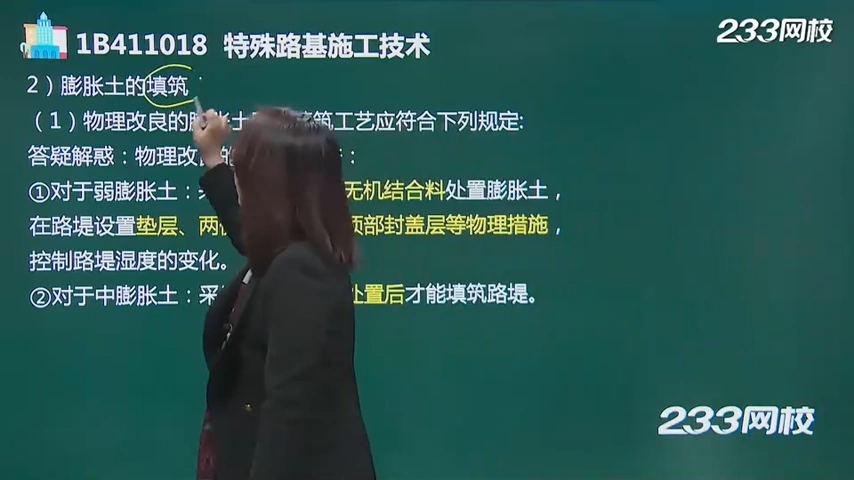 1B411018 特殊路基施工技术
233网校
2）膨胀土的填筑
（1）物理改良的膨胀土 筑工艺应符合下列规定:
答疑解惑：物理改良的 ：
①对于弱膨胀土：采 无机结合料处置膨胀土，
在路堤设置垫层、两 顶部封盖层等物理措施，
控制路堤湿度的变化。
②对于中膨胀土：采 处置后才能填筑路堤。
233网校